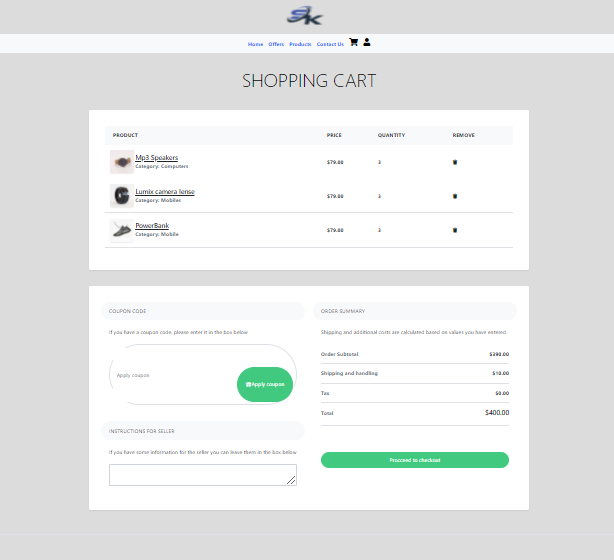 SK
Home Offers Products Contact Us
SHOPPING CART
PRODUCT PRICE QUANTITY REMOVE
Mp3 Speakers $79.00 3
Category: Computers
Lumix camera lense $79.00 3
Category: Mobiles
PowerBank $79.00 3
Category: Mobile
COUPON CODE
If you have a coupon code, please enter it in the box below
Apply coupon
Apply coupon
INSTRUCTIONS FOR SELLER
If you have some information for the seller you can leave them in the box below
ORDER SUMMARY
Shipping and additional costs are calculated based on values you have entered.
Order Subtotal $390.00
Shipping and handling $10.00
Tax $0.00
Total $400.00
Proceed to checkout